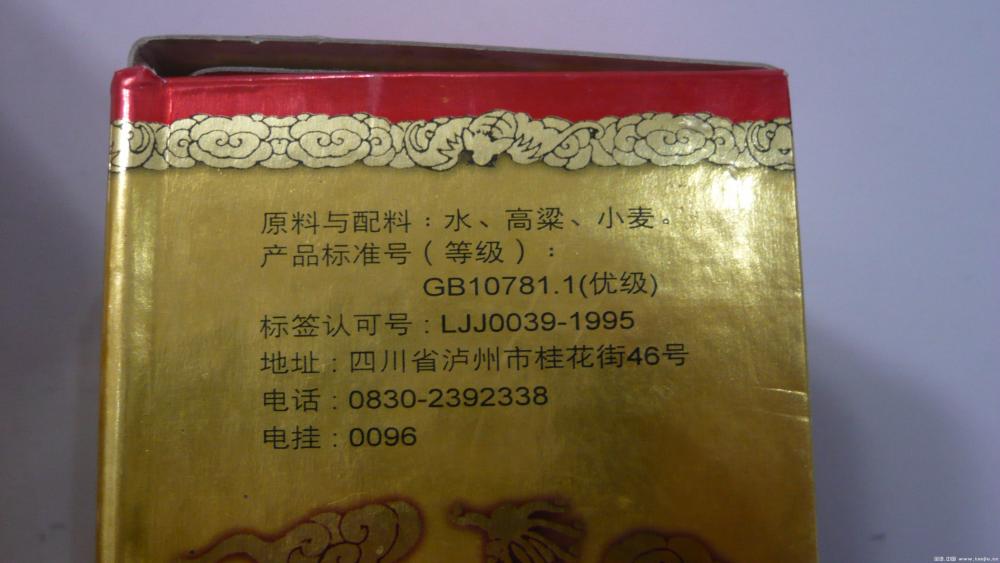 原料与配料：水、高粱、小麦。
产品标准号（等级）：
GB10781.1(优级)
标签认可号：LJJ0039-1995
地址：四川省泸州市桂花街46号
电话：0830-2392338
电挂：0096